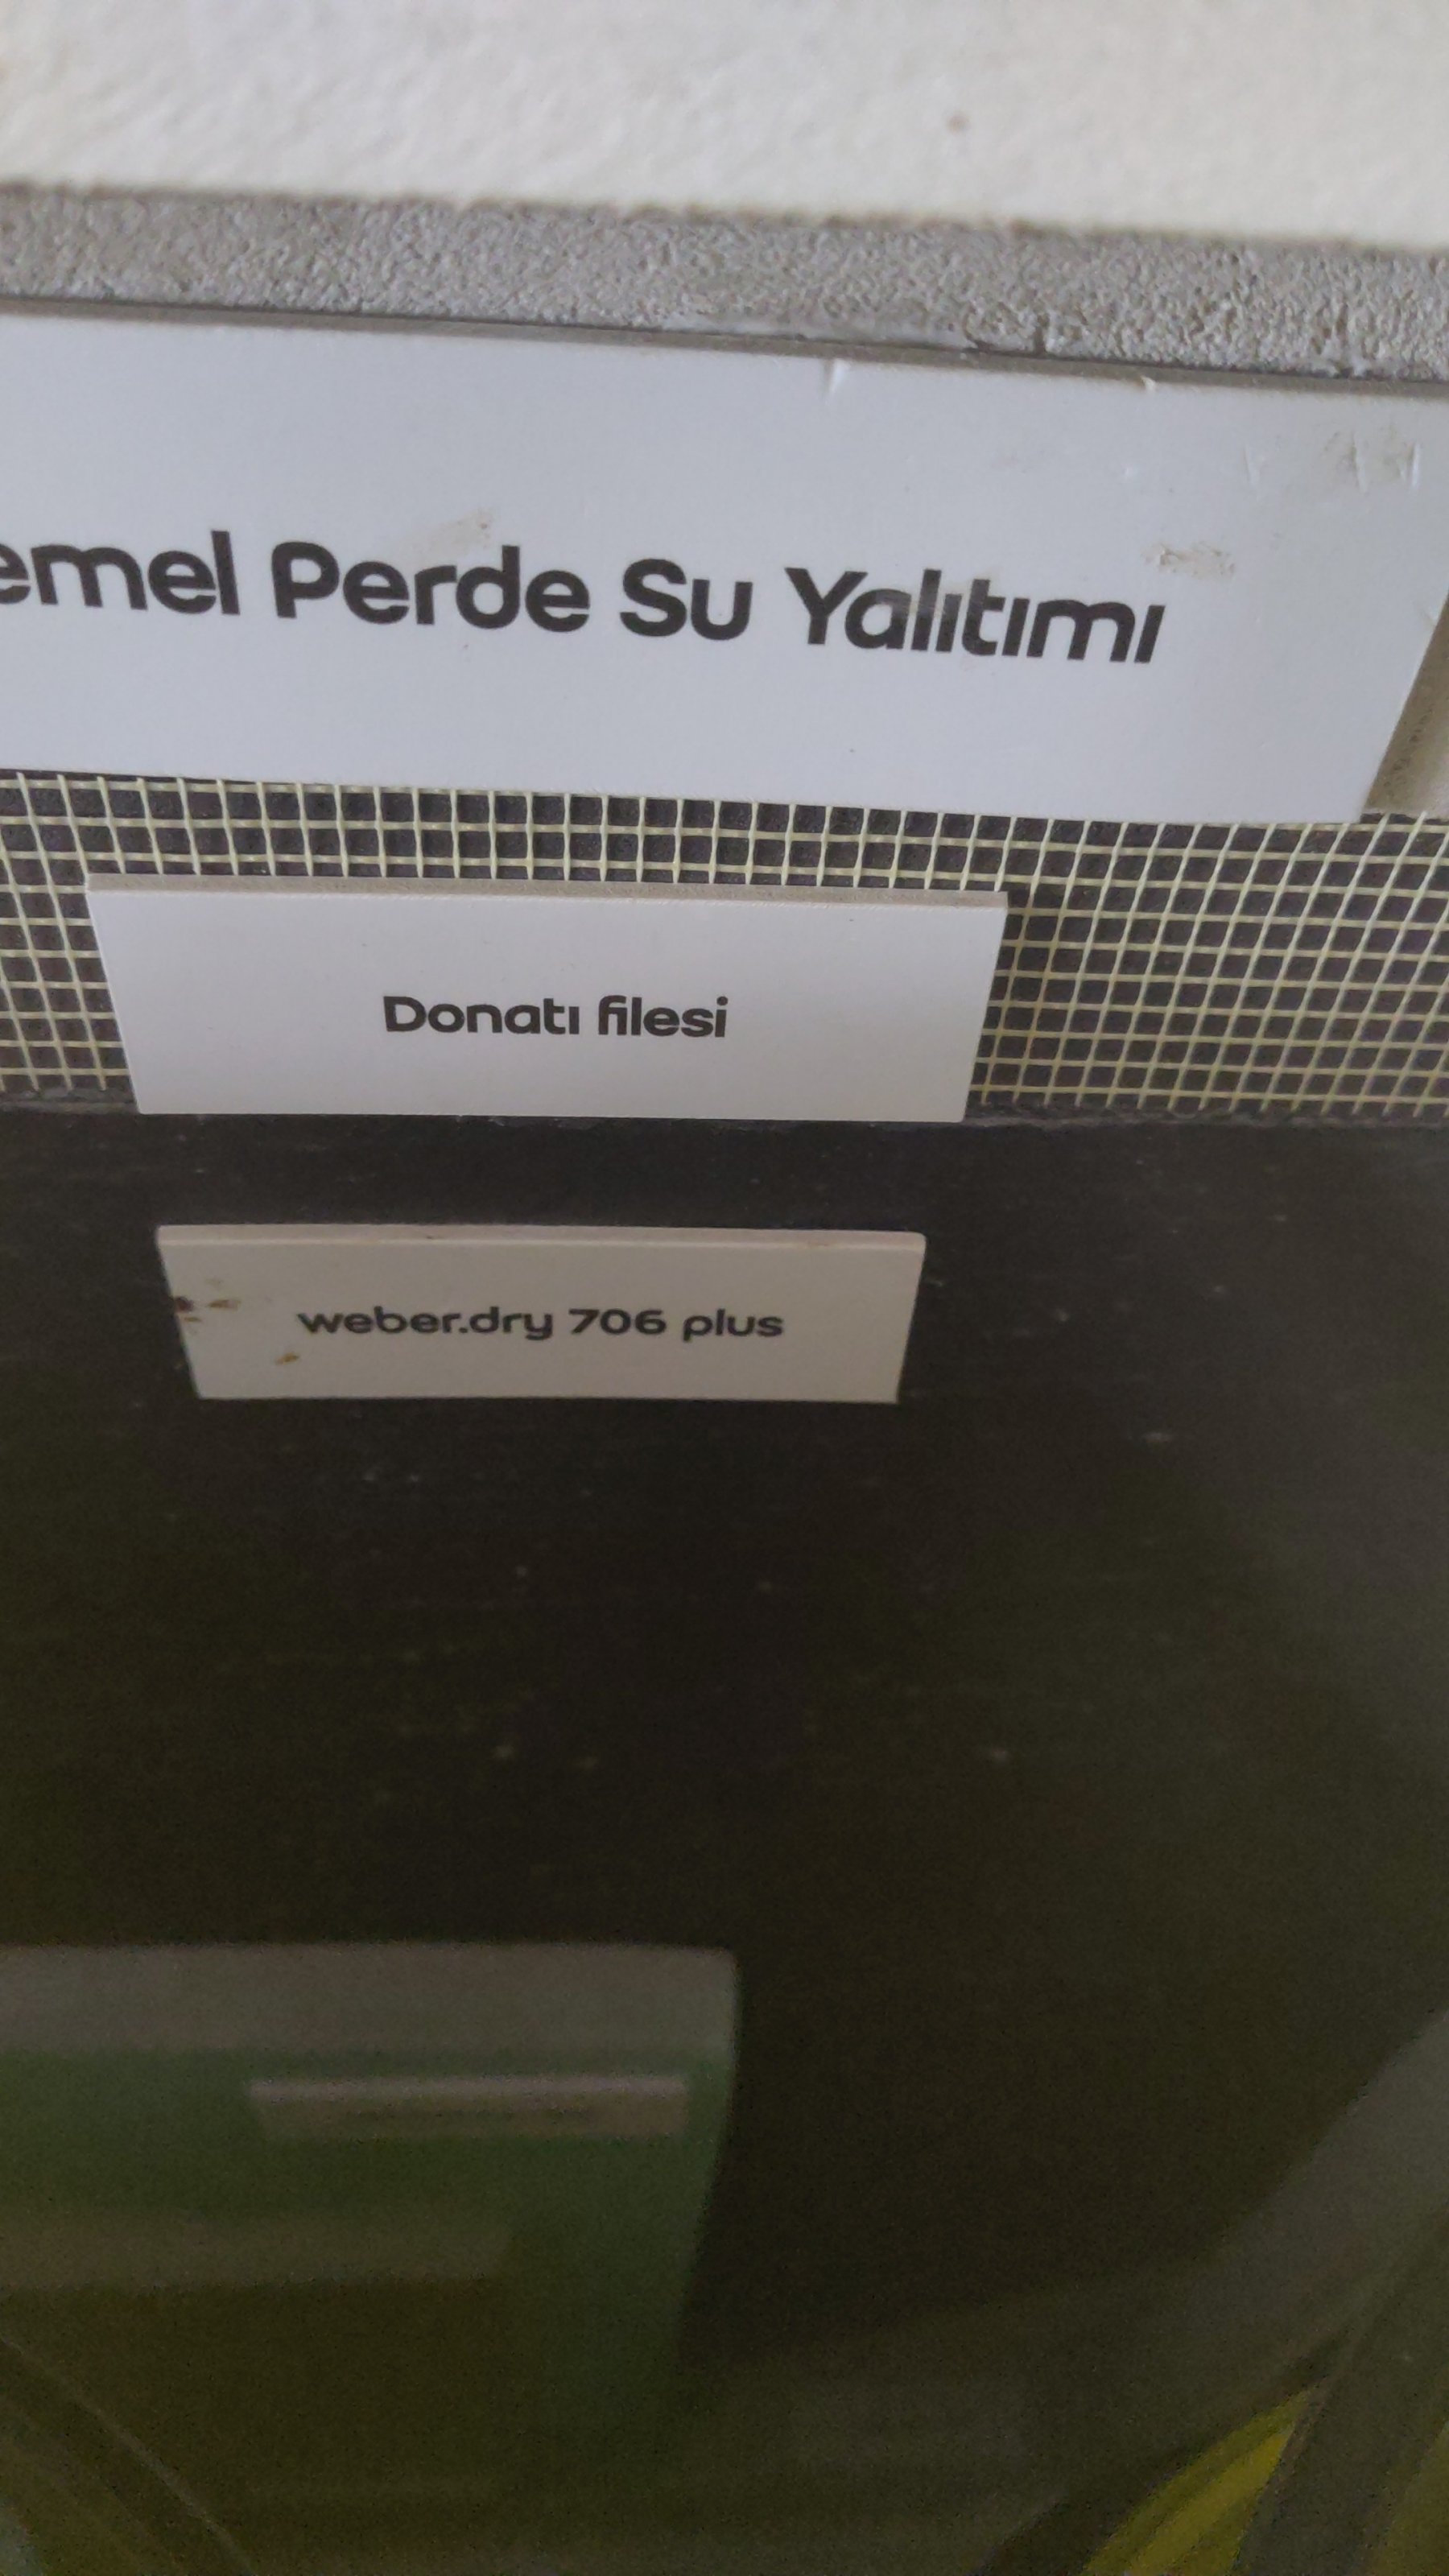 emel Perde Su Yalıtımı
Donatı filesi
weber.dry 706 plus